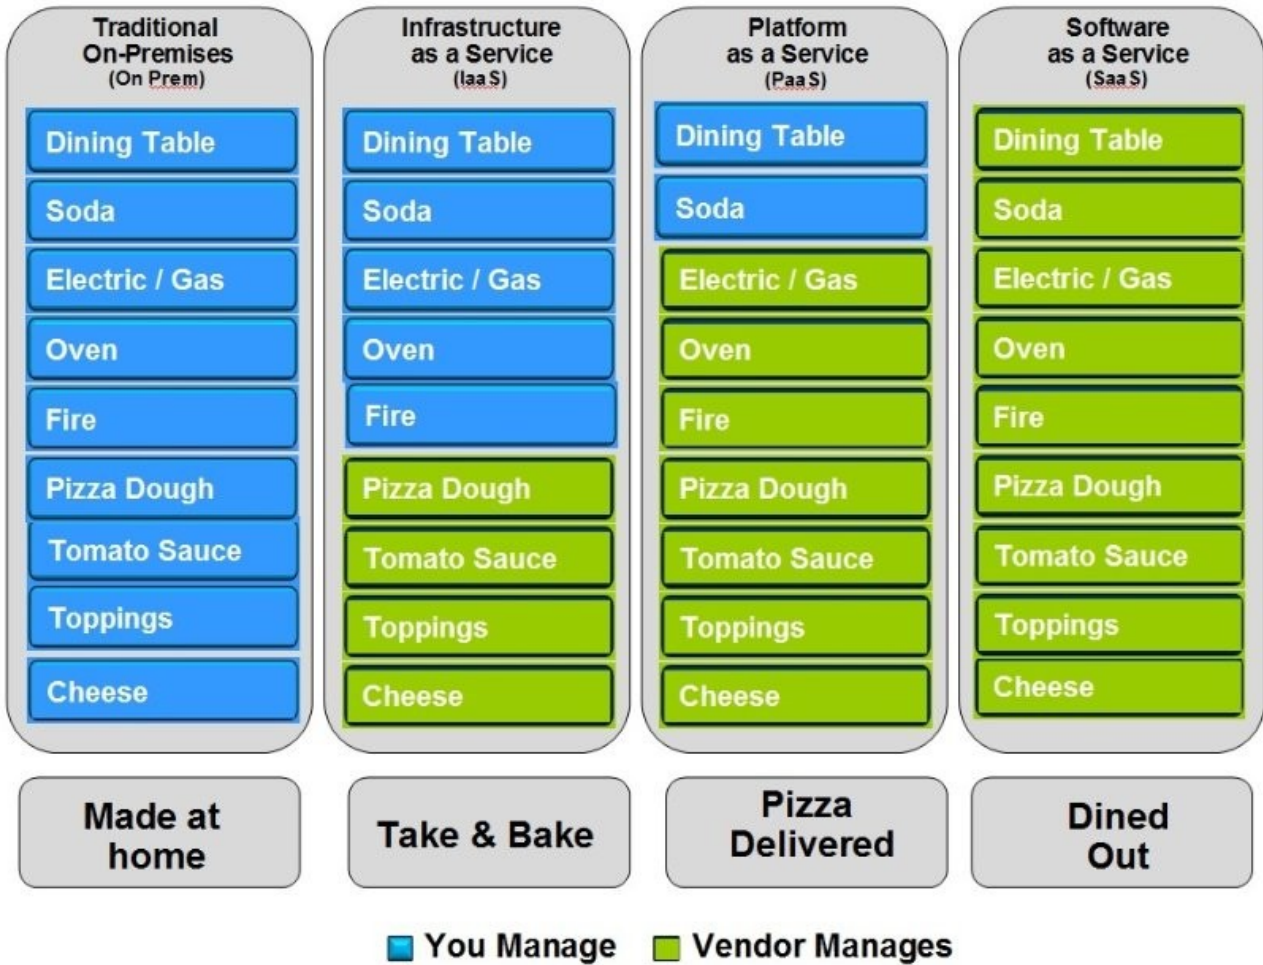 Traditional
On-Premises
(On Prem)
Dining Table
Soda
Electric / Gas
Oven
Fire
Pizza Dough
Tomato Sauce
Toppings
Cheese
Made at
home
Infrastructure
as a Service
(IaaS)
Dining Table
Soda
Electric / Gas
Oven
Fire
Pizza Dough
Tomato Sauce
Toppings
Cheese
Take & Bake
Platform
as a Service
(PaaS)
Dining Table
Soda
Electric / Gas
Oven
Fire
Pizza Dough
Tomato Sauce
Toppings
Cheese
Pizza
Delivered
Software
as a Service
(SaaS)
Dining Table
Soda
Electric / Gas
Oven
Fire
Pizza Dough
Tomato Sauce
Toppings
Cheese
Dined
Out
You Manage
Vendor Manages